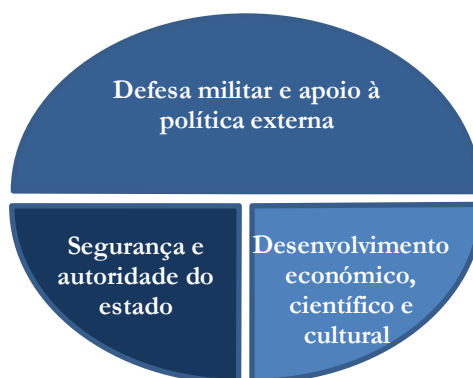 Defesa militar e apoio à
política externa
Segurança e
autoridade do
estado
Desenvolvimento
económico,
científico e
cultural